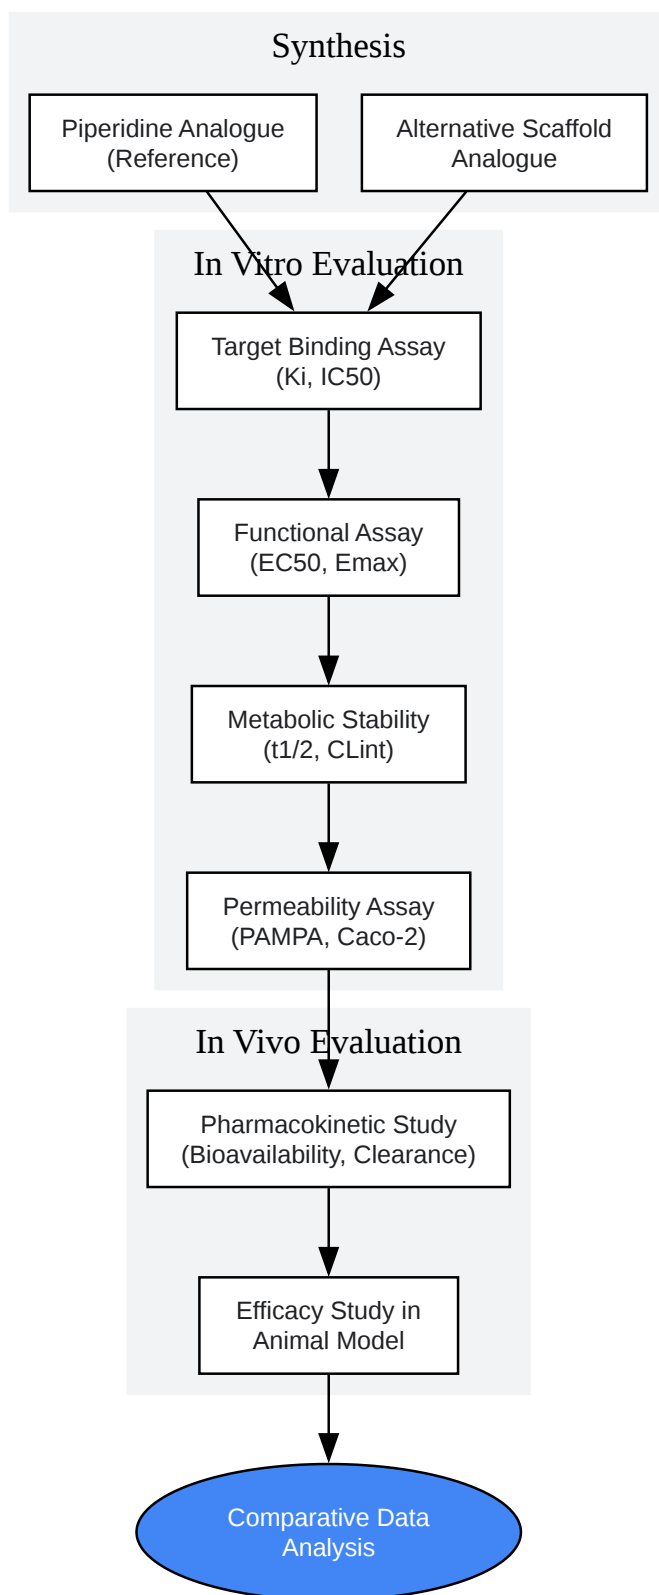 Synthesis
Piperidine Analogue
(Reference)
Alternative Scaffold
Analogue
In Vitro Evaluation
Target Binding Assay
(Ki, IC50)
Functional Assay
(EC50, Emax)
Metabolic Stability
(t1/2, CLint)
Permeability Assay
(PAMPA, Caco-2)
In Vivo Evaluation
Pharmacokinetic Study
(Bioavailability, Clearance)
Efficacy Study in
Animal Model
Comparative Data
Analysis